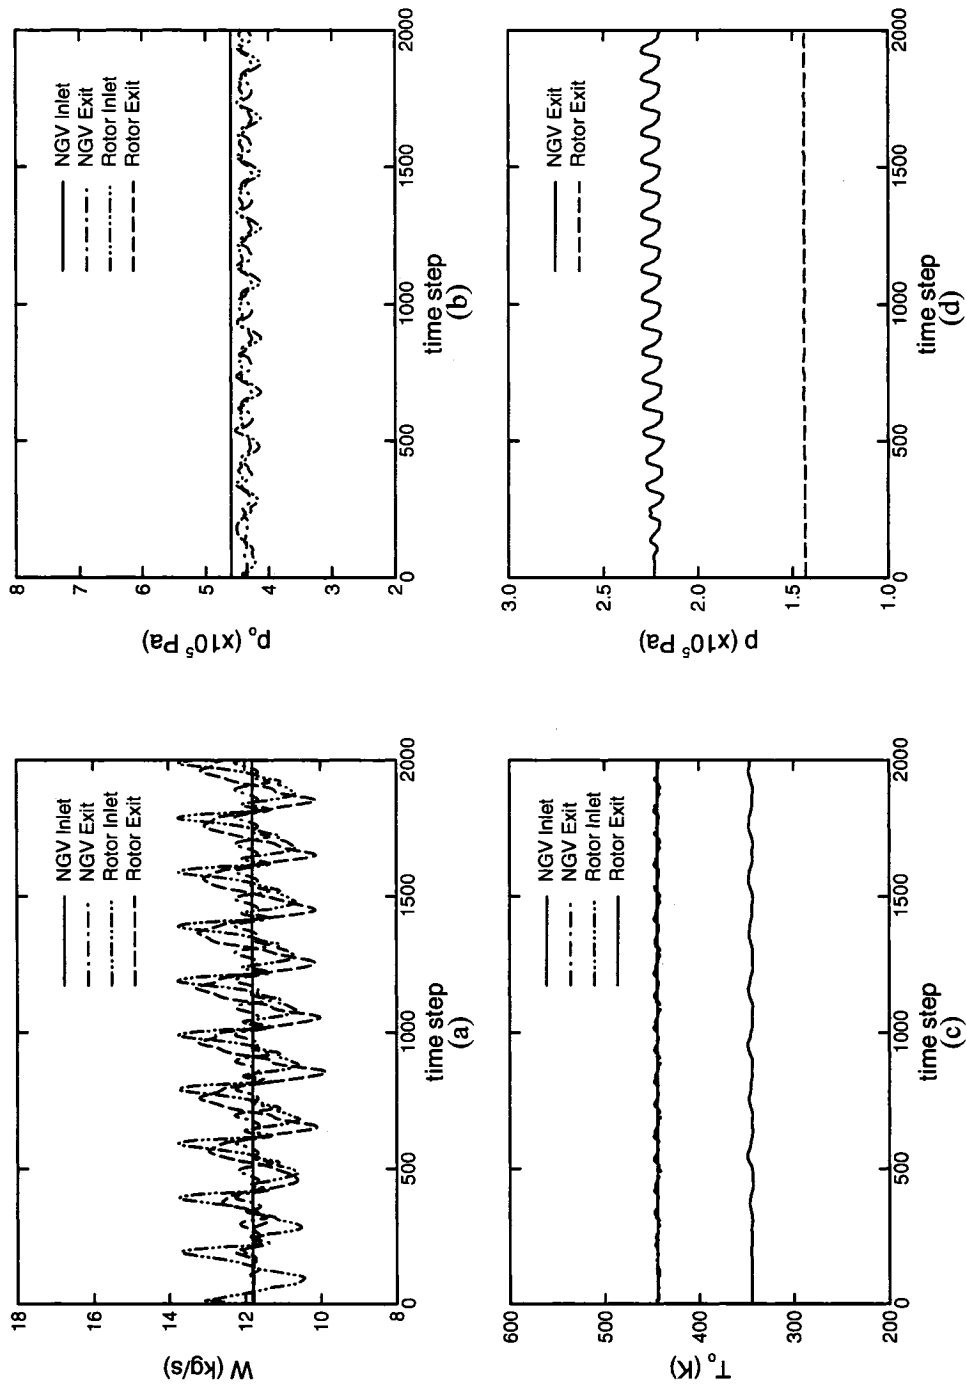 18
16
14
12
10
8
W (kg/s)
NGV Inlet
NGV Exit
Rotor Inlet
Rotor Exit
0
500
1000
1500
2000
time step
(a)
8
7
6
5
4
3
2
p₀ (x10⁵ Pa)
NGV Inlet
NGV Exit
Rotor Inlet
Rotor Exit
0
500
1000
1500
2000
time step
(b)
600
500
400
300
200
T₀ (K)
NGV Inlet
NGV Exit
Rotor Inlet
Rotor Exit
0
500
1000
1500
2000
time step
(c)
3.0
2.5
2.0
1.5
1.0
p (x10⁵ Pa)
NGV Exit
Rotor Exit
0
500
1000
1500
2000
time step
(d)